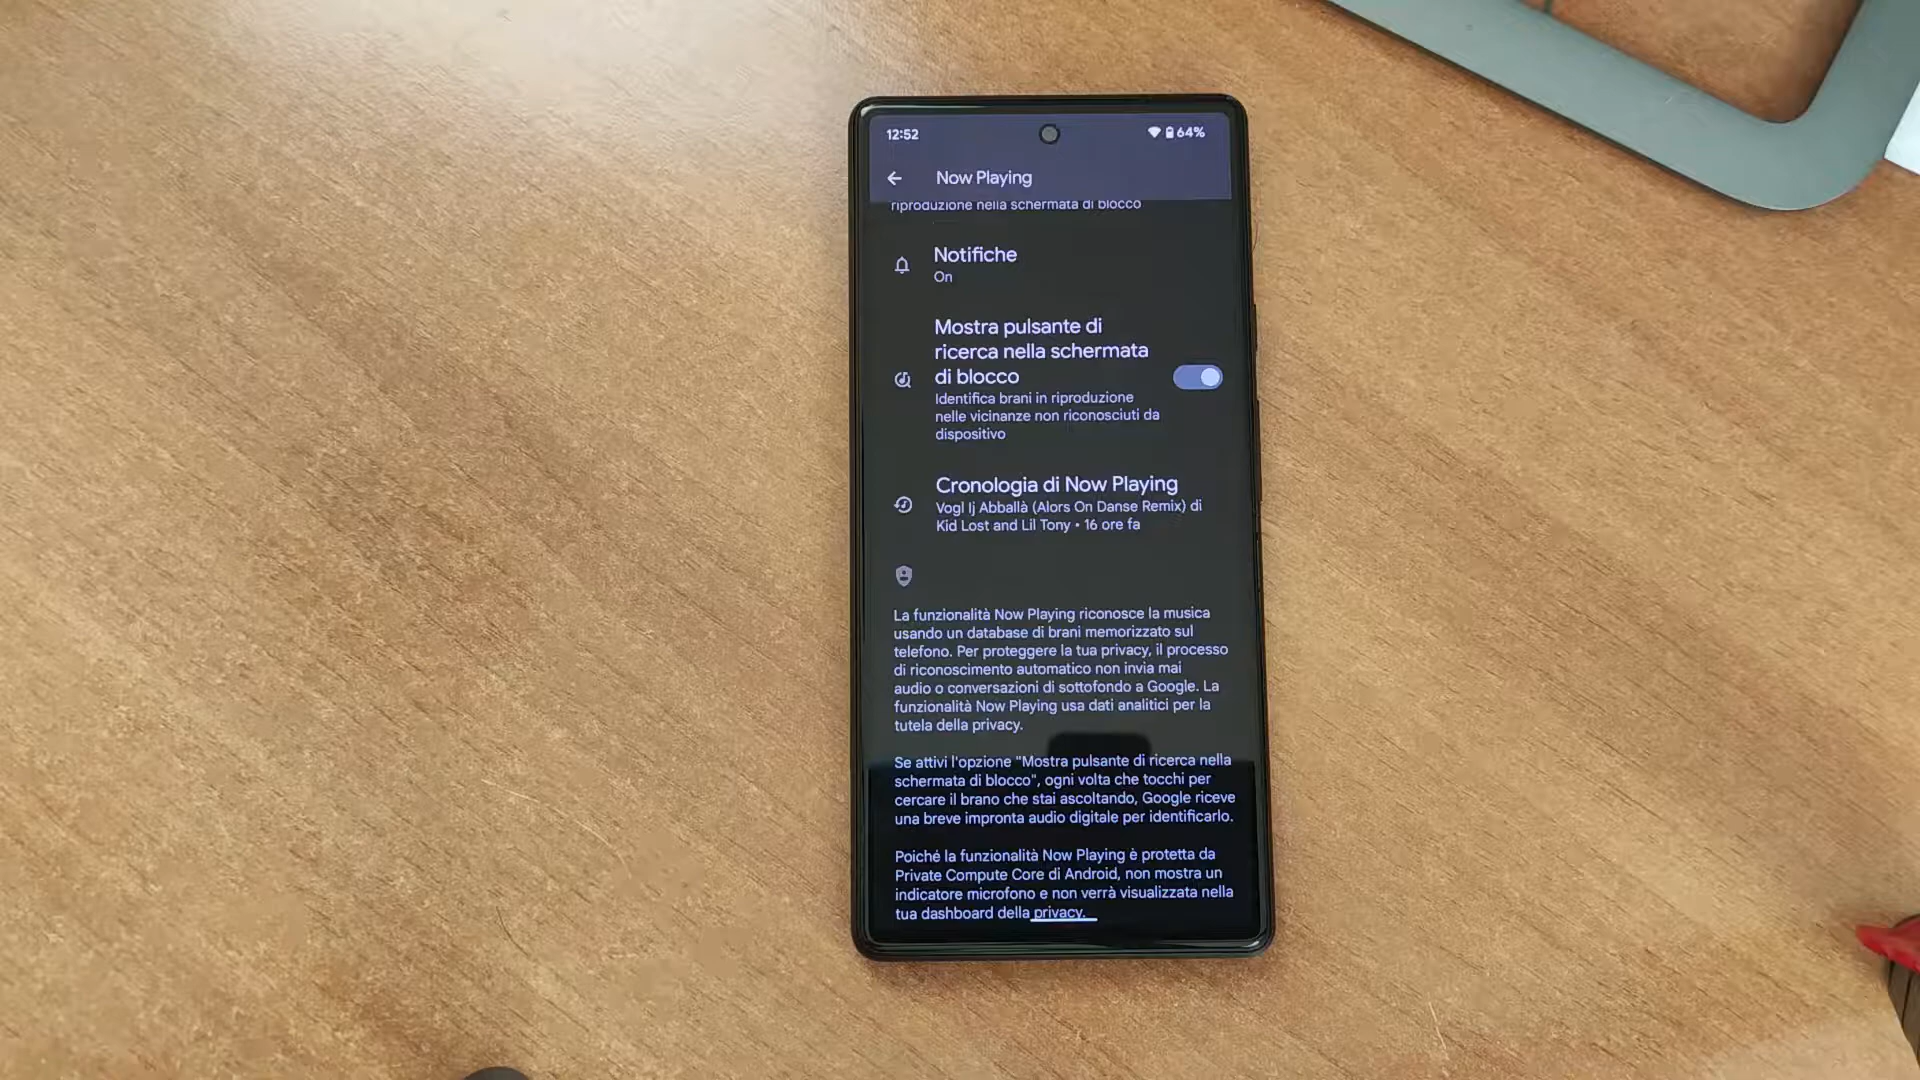 12:52
64%
Now Playing
riproduzione nella schermata di blocco
Notifiche
On
Mostra pulsante di
ricerca nella schermata
di blocco
Identifica brani in riproduzione
nelle vicinanze non riconosciuti da
dispositivo
Cronologia di Now Playing
Vogl Ij Abballà (Alors On Danse Remix) di
Kid Lost and Lil Tony • 16 ore fa
La funzionalità Now Playing riconosce la musica
usando un database di brani memorizzato sul
telefono. Per proteggere la tua privacy, il processo
di riconoscimento automatico non invia mai
audio o conversazioni di sottofondo a Google. La
funzionalità Now Playing usa dati analitici per la
tutela della privacy.
Se attivi l'opzione "Mostra pulsante di ricerca nella
schermata di blocco", ogni volta che tocchi per
cercare il brano che stai ascoltando, Google riceve
una breve impronta audio digitale per identificarlo.
Poiché la funzionalità Now Playing è protetta da
Private Compute Core di Android, non mostra un
indicatore microfono e non verrà visualizzata nella
tua dashboard della privacy.